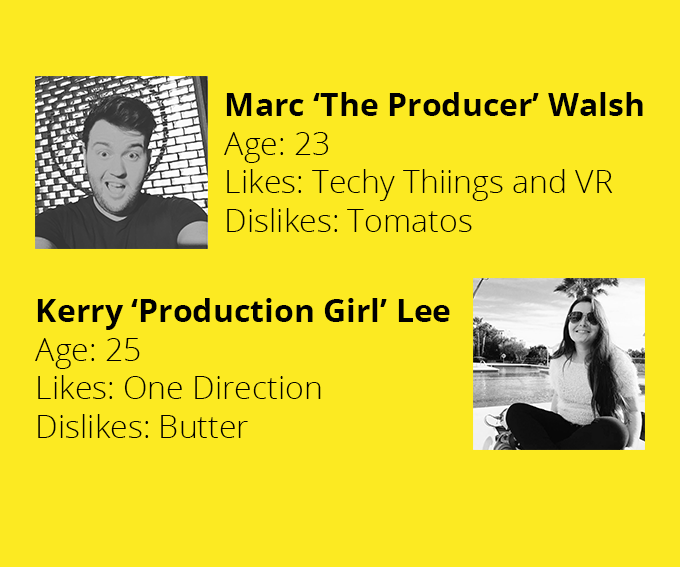 Marc ‘The Producer’ Walsh
Age: 23
Likes: Techy Thiings and VR
Dislikes: Tomatos
Kerry ‘Production Girl’ Lee
Age: 25
Likes: One Direction
Dislikes: Butter